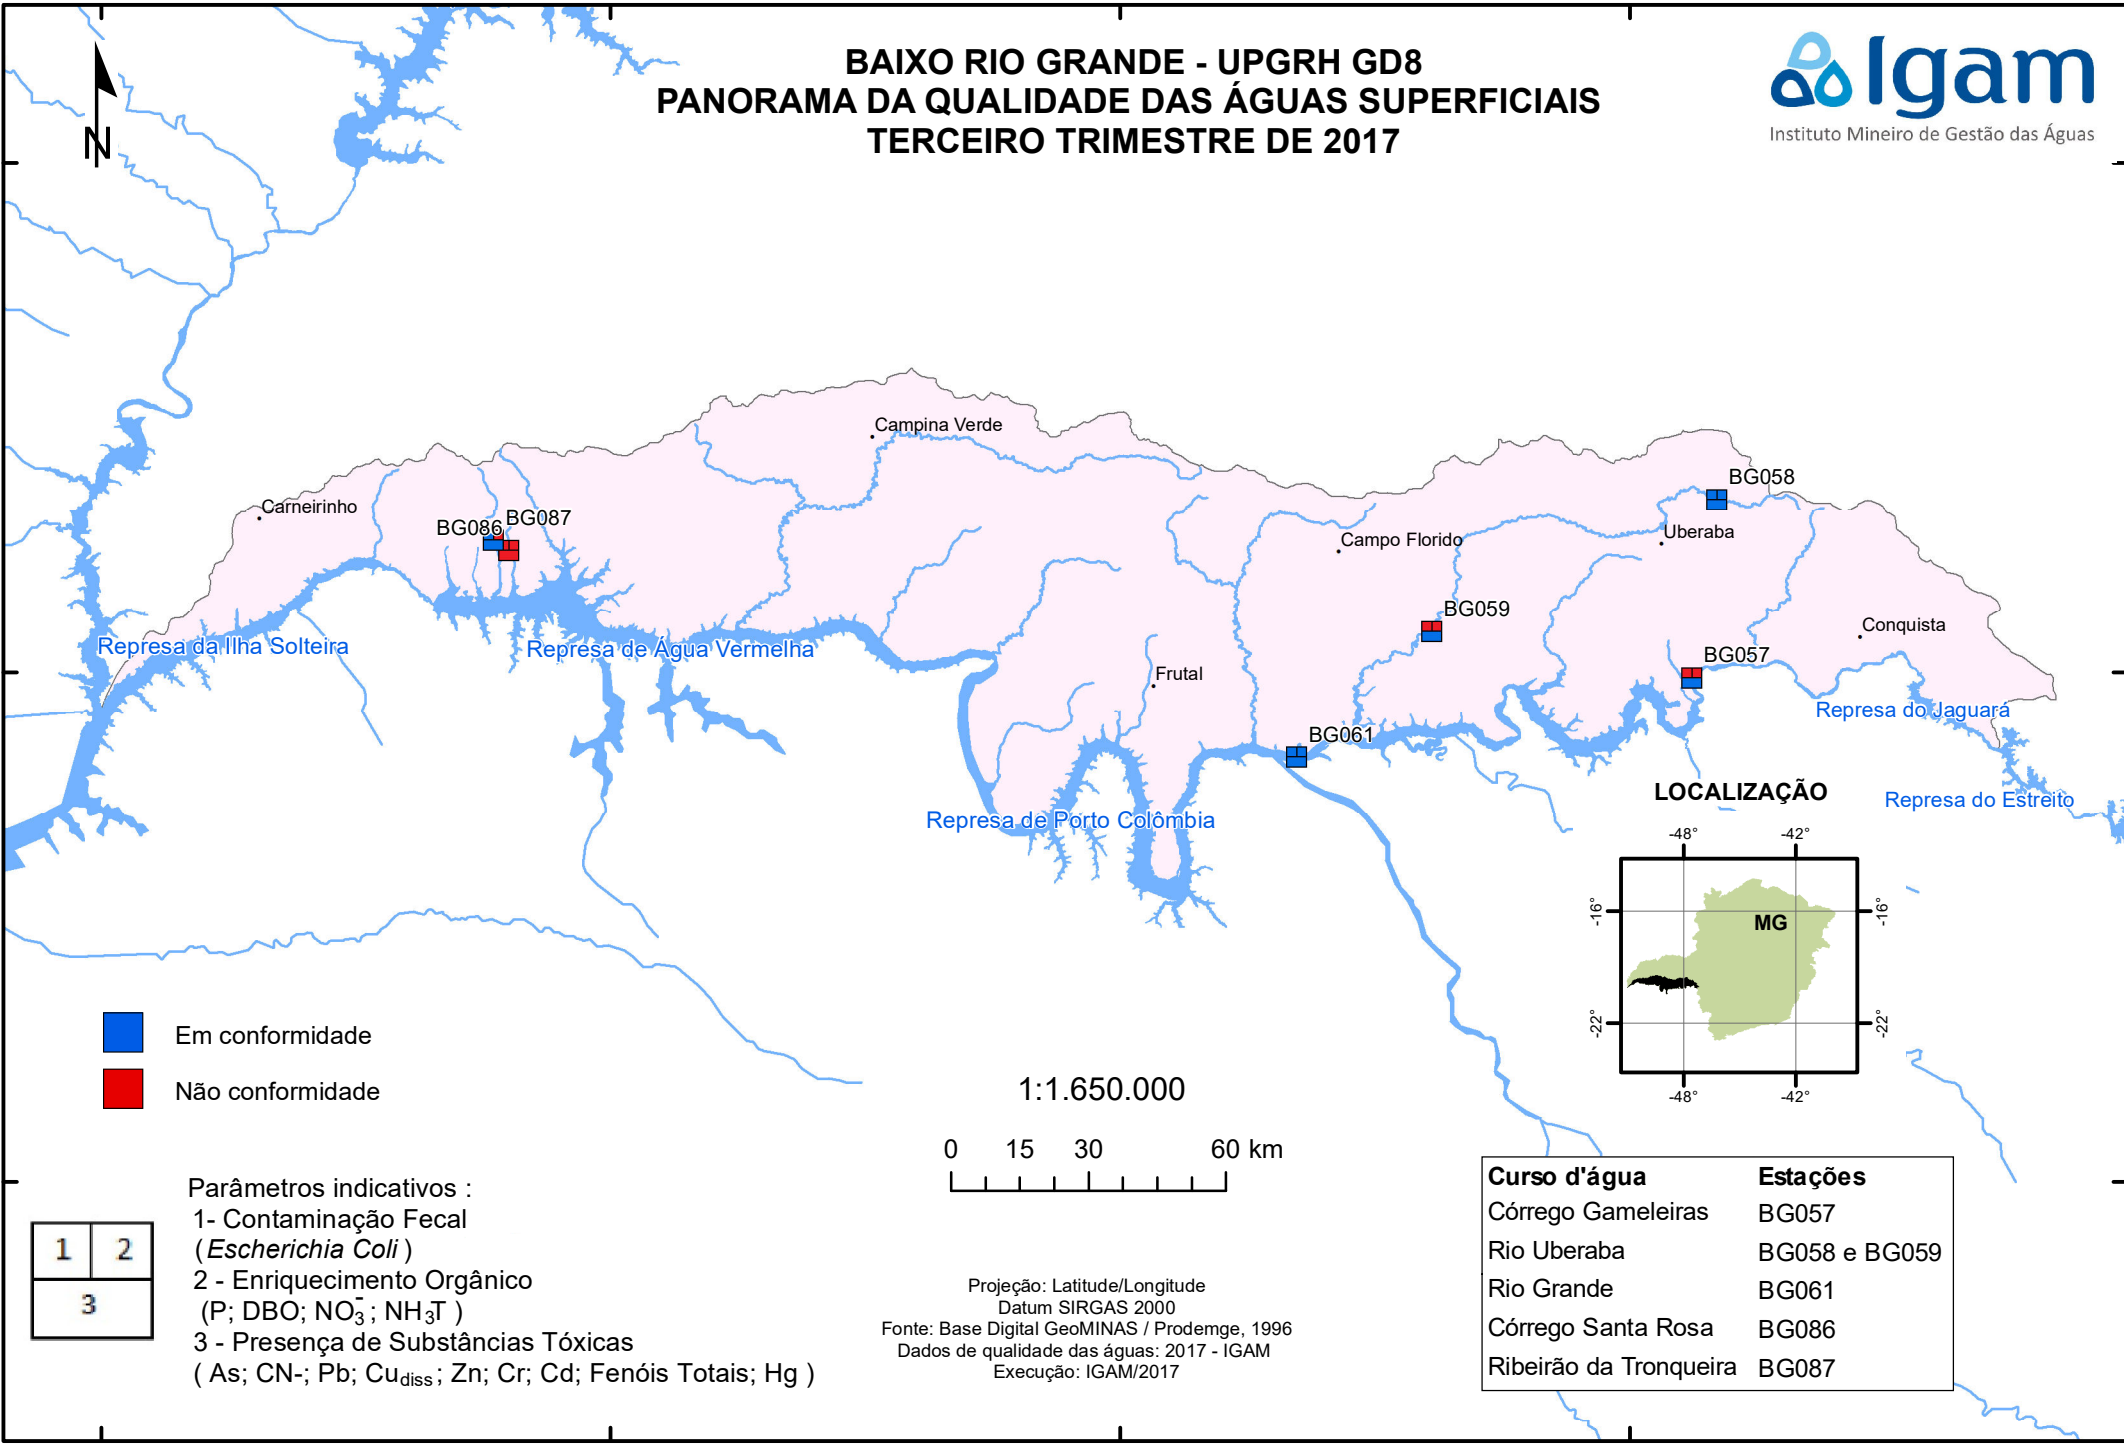 BAIXO RIO GRANDE - UPGRH GD8
PANORAMA DA QUALIDADE DAS ÁGUAS SUPERFICIAIS
TERCEIRO TRIMESTRE DE 2017
Igam
Instituto Mineiro de Gestão das Águas
N
Campina Verde
Carneirinho
BG086
BG087
BG058
Uberaba
Campo Florido
BG059
Conquista
BG057
Represa da Ilha Solteira
Represa de Água Vermelha
Frutal
Represa do Jaguará
BG061
Represa de Porto Colômbia
Represa do Estreito
LOCALIZAÇÃO
-48° -42°
-16° -16°
MG
-22° -22°
-48° -42°
Em conformidade
Não conformidade
1:1.650.000
0 15 30 60 km
Parâmetros indicativos :
1- Contaminação Fecal
(Escherichia Coli )
2 - Enriquecimento Orgânico
(P; DBO; NO₃⁻; NH₃T )
3 - Presença de Substâncias Tóxicas
( As; CN-; Pb; Cu diss ; Zn; Cr; Cd; Fenóis Totais; Hg )
1 2
3
Projeção: Latitude/Longitude
Datum SIRGAS 2000
Fonte: Base Digital GeoMINAS / Prodemge, 1996
Dados de qualidade das águas: 2017 - IGAM
Execução: IGAM/2017
Curso d'água Estações
Córrego Gameleiras BG057
Rio Uberaba BG058 e BG059
Rio Grande BG061
Córrego Santa Rosa BG086
Ribeirão da Tronqueira BG087